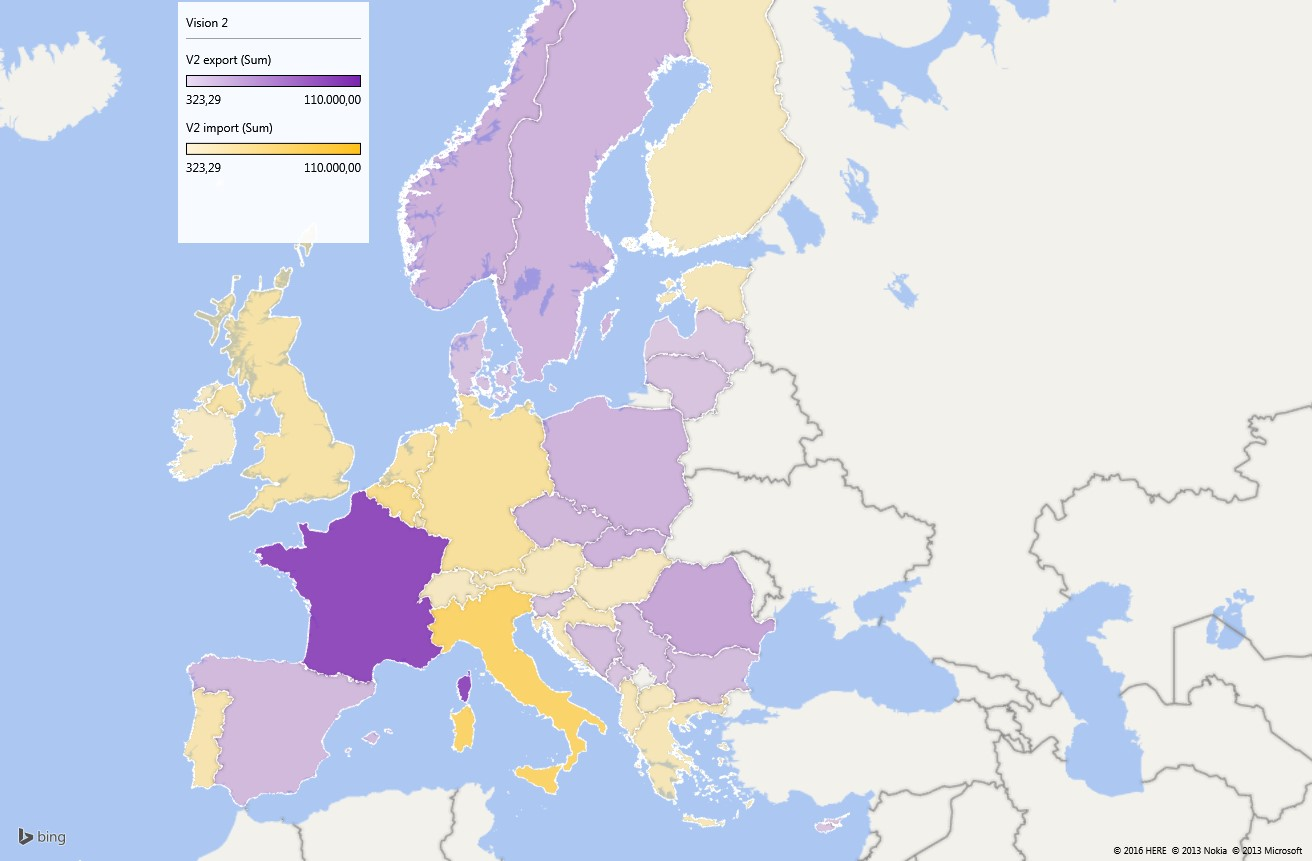 Vision 2
V2 export (Sum)
323,29 110.000,00
V2 import (Sum)
323,29 110.000,00
bing
© 2016 HERE © 2013 Nokia © 2013 Microsoft